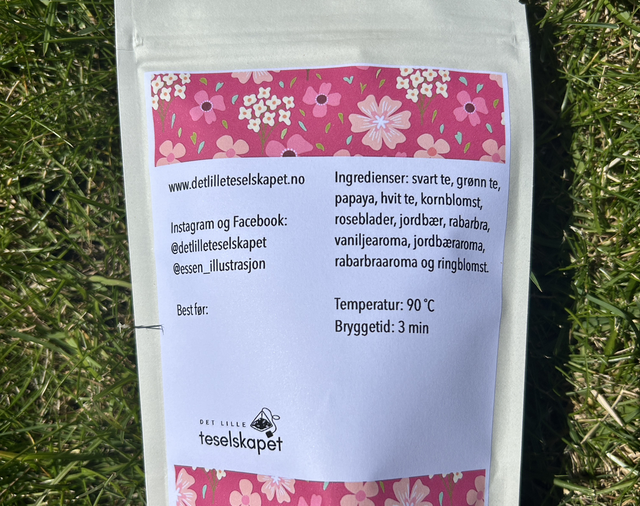 www.detlilleteselskapet.no
Instagram og Facebook:
@detlilleteselskapet
@essen_illustrasjon
Best før:
Ingredienser: svart te, grønn te,
papaya, hvit te, kornblomst,
roseblader, jordbær, rabarbra,
vaniljearoma, jordbæraroma,
rabarbraaroma og ringblomst.
Temperatur: 90 °C
Bryggetid: 3 min
DET LILLE
teselskapet